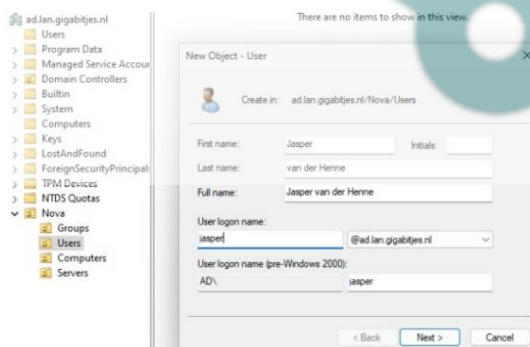 ad.lan.gigabitjes.nl
Users
Program Data
Managed Service Accour
Domain Controllers
Builtin
System
Computers
Keys
LostAndFound
ForeignSecurityPrincipals
TPM Devices
NTDS Quotas
Nova
Groups
Users
Computers
Servers
There are no items to show in this view.
New Object - User
Create in: ad.lan.gigabitjes.nl/Nova/Users
First name: Jasper Initials:
Last name: van der Henne
Full name: Jasper van der Henne
User logon name:
jasper @ad.lan.gigabitjes.nl
User logon name (pre-Windows 2000):
AD\ jasper
< Back Next > Cancel